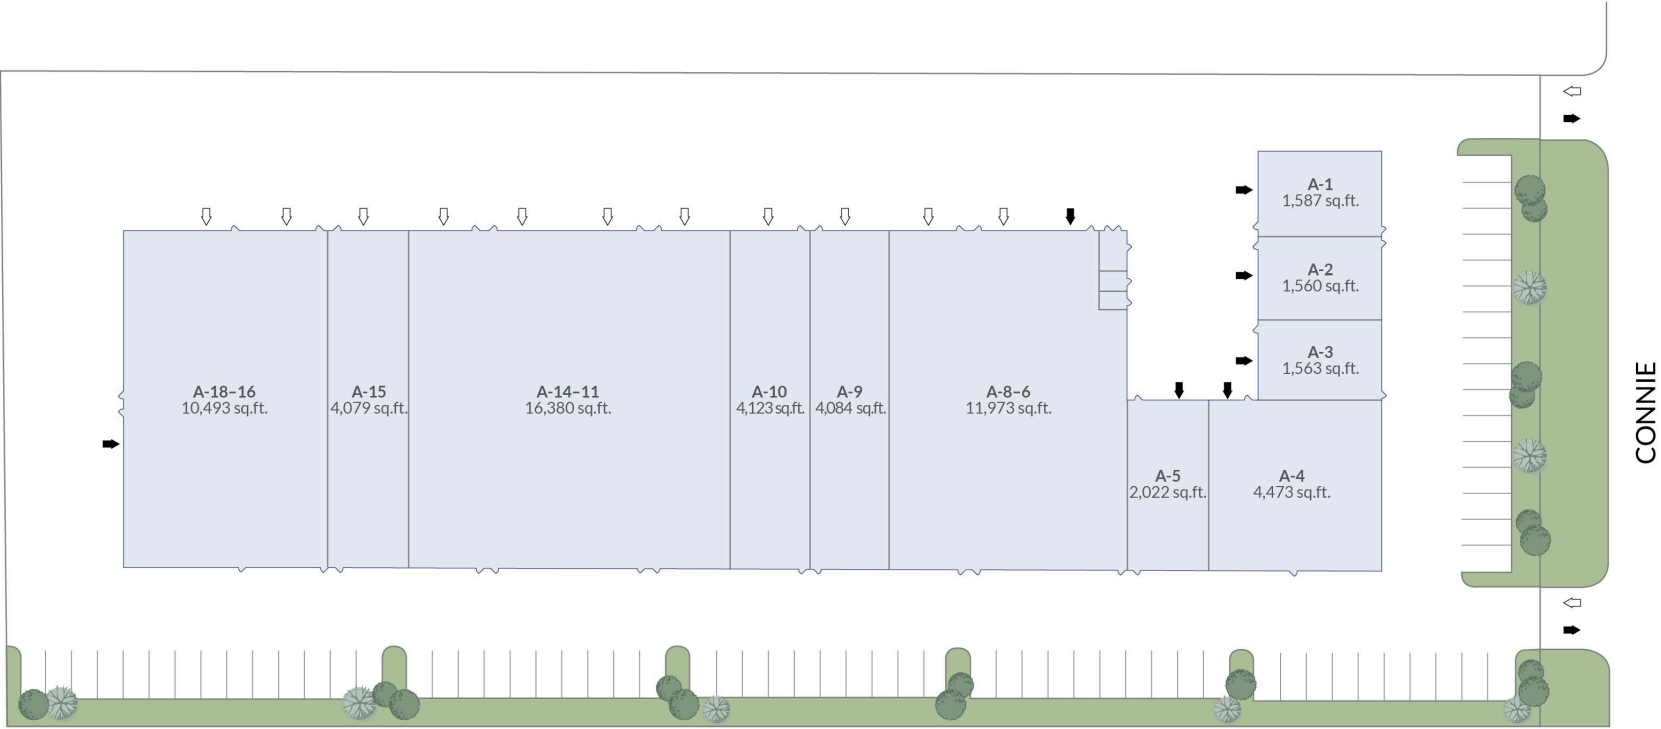 A-1
1,587 sq.ft.
A-2
1,560 sq.ft.
A-3
1,563 sq.ft.
A-18–16
10,493 sq.ft.
A-15
4,079 sq.ft.
A-14–11
16,380 sq.ft.
A-10
4,123 sq.ft.
A-9
4,084 sq.ft.
A-8–6
11,973 sq.ft.
A-5
2,022 sq.ft.
A-4
4,473 sq.ft.
CONNIE